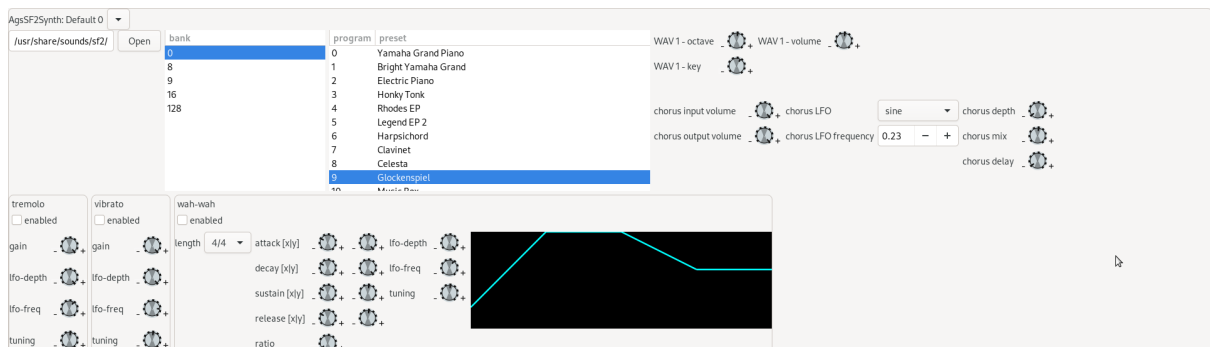 AgsSF2Synth: Default 0
/usr/share/sounds/sf2/ Open
bank
0
8
9
16
128
program preset
0 Yamaha Grand Piano
1 Bright Yamaha Grand
2 Electric Piano
3 Honky Tonk
4 Rhodes EP
5 Legend EP 2
6 Harpsichord
7 Clavinet
8 Celesta
9 Glockenspiel
10 Music Box
WAV 1 - octave - + WAV 1 - volume - +
WAV 1 - key - +
chorus input volume - + chorus LFO sine chorus depth - +
chorus output volume - + chorus LFO frequency 0.23 − + chorus mix - +
chorus delay - +
tremolo
enabled
gain - +
lfo-depth - +
lfo-freq - +
tuning - +
vibrato
enabled
gain - +
lfo-depth - +
lfo-freq - +
tuning - +
wah-wah
enabled
length 4/4 attack [x|y] - + - + lfo-depth - +
decay [x|y] - + - + lfo-freq - +
sustain [x|y] - + - + tuning - +
release [x|y] - + - +
ratio - +